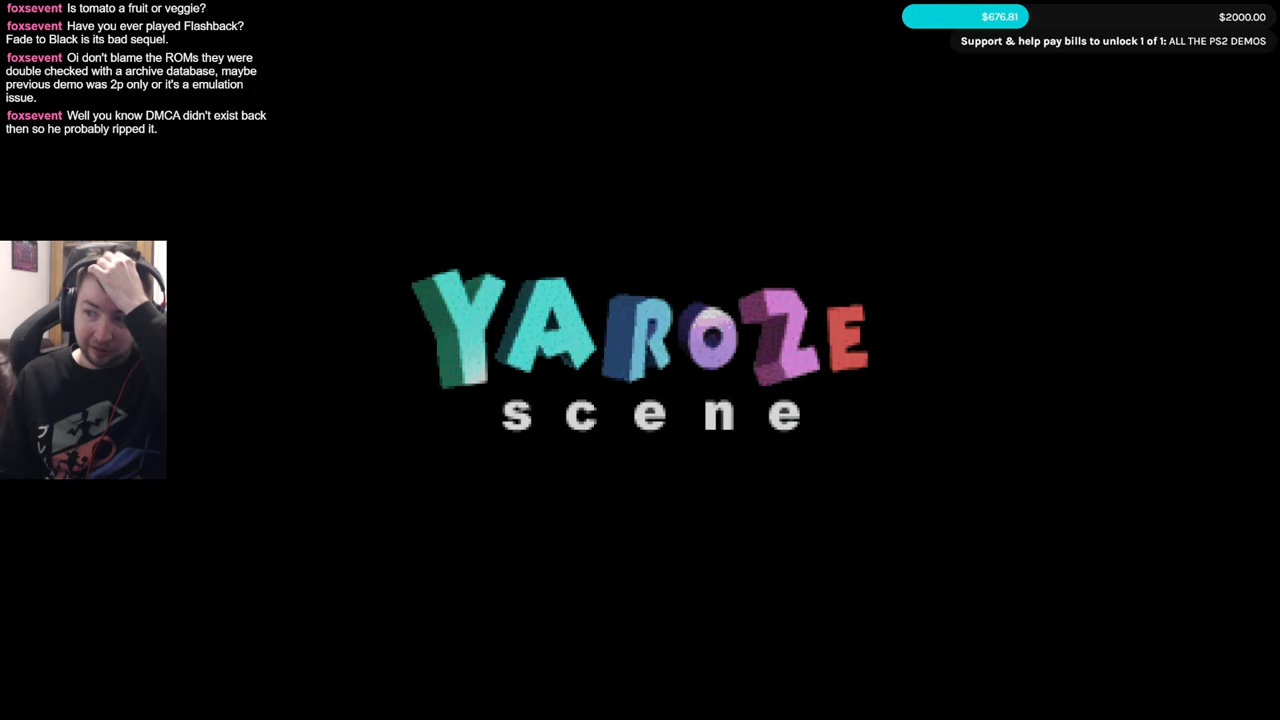 foxsevent Is tomato a fruit or veggie?
foxsevent Have you ever played Flashback?
Fade to Black is its bad sequel.
foxsevent Oi don't blame the ROMs they were
double checked with a archive database, maybe
previous demo was 2p only or it's a emulation
issue.
foxsevent Well you know DMCA didn't exist back
then so he probably ripped it.
$676.81
$2000.00
Support & help pay bills to unlock 1 of 1: ALL THE PS2 DEMOS
YAROZE
scene
プレ